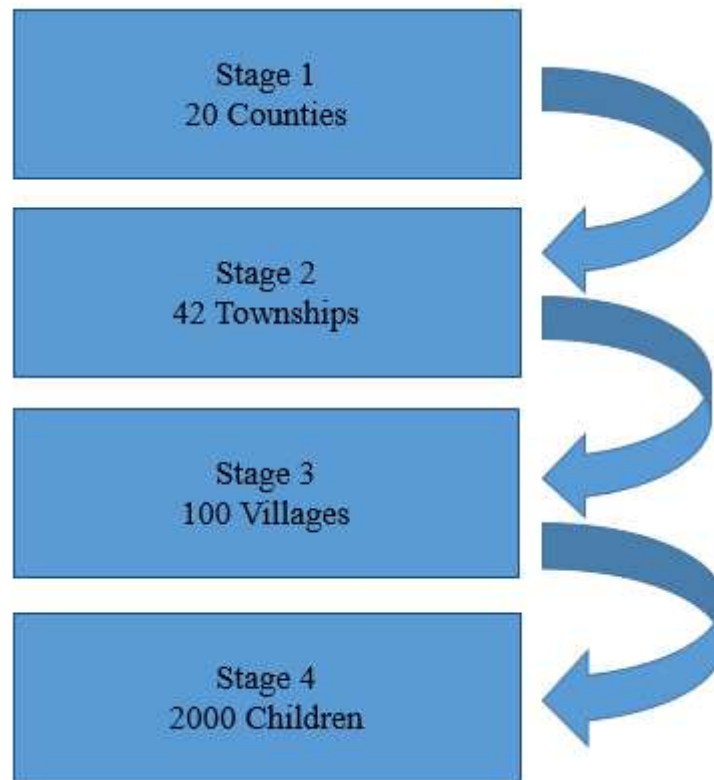 Stage 1
20 Counties
Stage 2
42 Townships
Stage 3
100 Villages
Stage 4
2000 Children